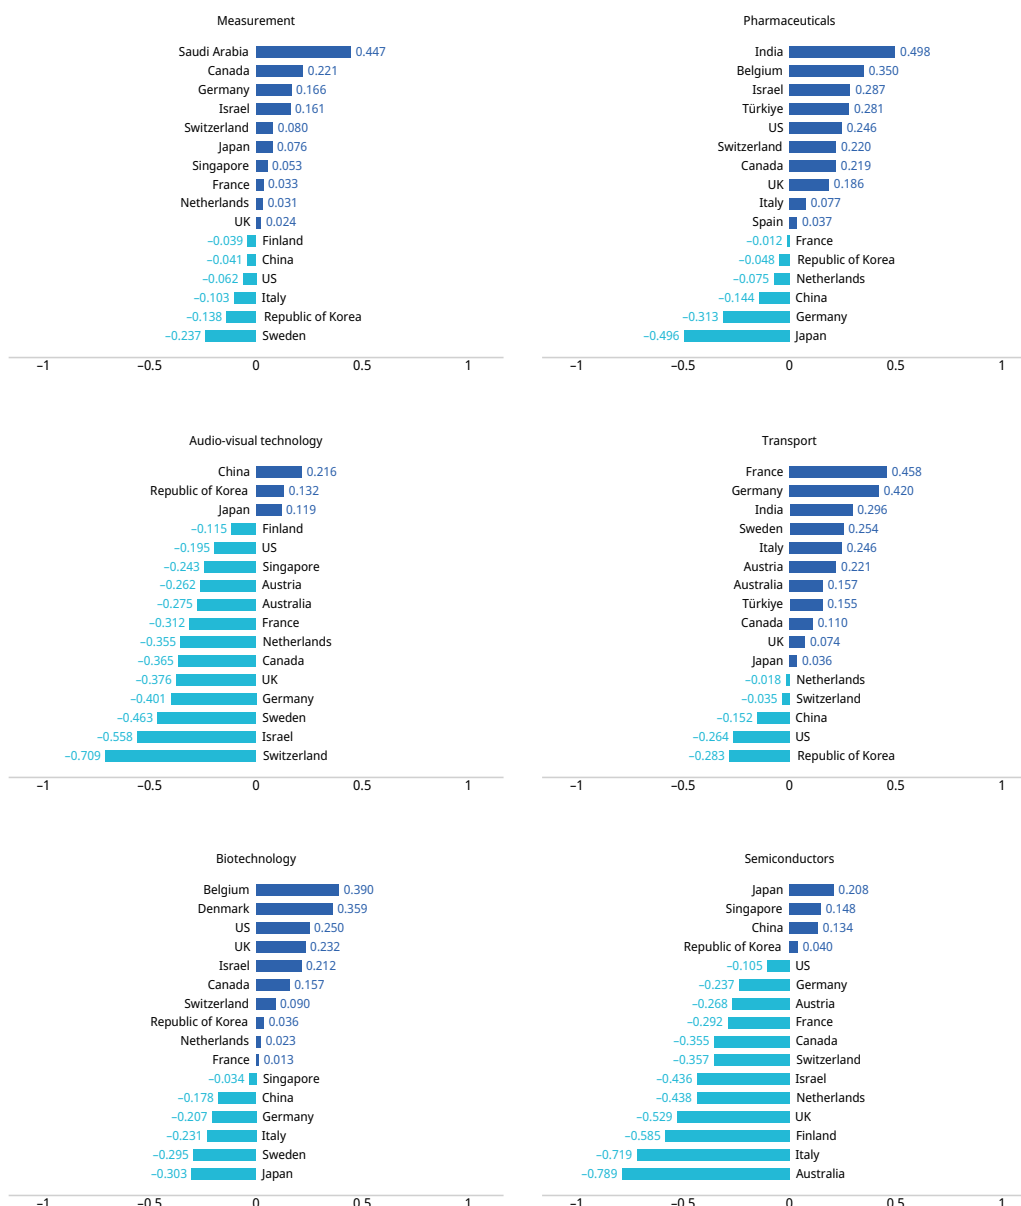 Measurement
Saudi Arabia 0.447
Canada 0.221
Germany 0.166
Israel 0.161
Switzerland 0.080
Japan 0.076
Singapore 0.053
France 0.033
Netherlands 0.031
UK 0.024
–0.039 Finland
–0.041 China
–0.062 US
–0.103 Italy
–0.138 Republic of Korea
–0.237 Sweden
–1 –0.5 0 0.5 1
Pharmaceuticals
India 0.498
Belgium 0.350
Israel 0.287
Türkiye 0.281
US 0.246
Switzerland 0.220
Canada 0.219
UK 0.186
Italy 0.077
Spain 0.037
–0.012 France
–0.048 Republic of Korea
–0.075 Netherlands
–0.144 China
–0.313 Germany
–0.496 Japan
–1 –0.5 0 0.5 1
Audio-visual technology
China 0.216
Republic of Korea 0.132
Japan 0.119
–0.115 Finland
–0.195 US
–0.243 Singapore
–0.262 Austria
–0.275 Australia
–0.312 France
–0.355 Netherlands
–0.365 Canada
–0.376 UK
–0.401 Germany
–0.463 Sweden
–0.558 Israel
–0.709 Switzerland
–1 –0.5 0 0.5 1
Transport
France 0.458
Germany 0.420
India 0.296
Sweden 0.254
Italy 0.246
Austria 0.221
Australia 0.157
Türkiye 0.155
Canada 0.110
UK 0.074
Japan 0.036
–0.018 Netherlands
–0.035 Switzerland
–0.152 China
–0.264 US
–0.283 Republic of Korea
–1 –0.5 0 0.5 1
Biotechnology
Belgium 0.390
Denmark 0.359
US 0.250
UK 0.232
Israel 0.212
Canada 0.157
Switzerland 0.090
Republic of Korea 0.036
Netherlands 0.023
France 0.013
–0.034 Singapore
–0.178 China
–0.207 Germany
–0.231 Italy
–0.295 Sweden
–0.303 Japan
–1 –0.5 0 0.5 1
Semiconductors
Japan 0.208
Singapore 0.148
China 0.134
Republic of Korea 0.040
–0.105 US
–0.237 Germany
–0.268 Austria
–0.292 France
–0.355 Canada
–0.357 Switzerland
–0.436 Israel
–0.438 Netherlands
–0.529 UK
–0.585 Finland
–0.719 Italy
–0.789 Australia
–1 –0.5 0 0.5 1